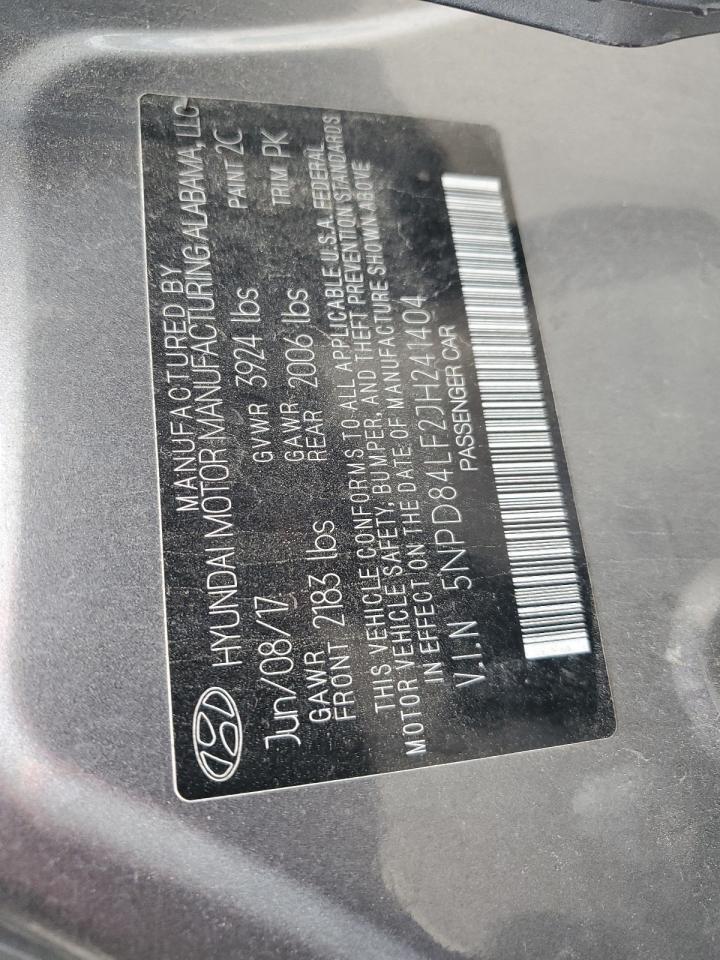 MANUFACTURED BY
HYUNDAI MOTOR MANUFACTURING ALABAMA, LLC
Jun/08/17 GVWR 3924 lbs PAINT 2C
GAWR FRONT 2183 lbs GAWR REAR 2006 lbs TRIM PK
THIS VEHICLE CONFORMS TO ALL APPLICABLE U.S.A. FEDERAL
MOTOR VEHICLE SAFETY, BUMPER, AND THEFT PREVENTION STANDARDS
IN EFFECT ON THE DATE OF MANUFACTURE SHOWN ABOVE
V.I.N 5NPD84LF2JH241404
PASSENGER CAR